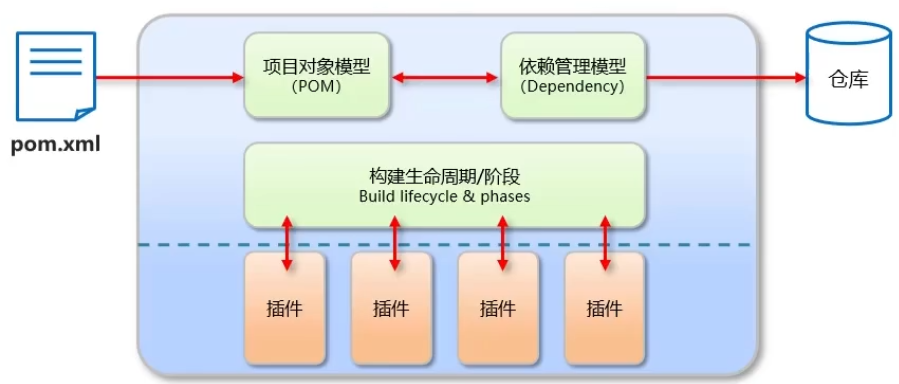 项目对象模型
（POM）
依赖管理模型
（Dependency）
仓库
pom.xml
构建生命周期/阶段
Build lifecycle & phases
插件
插件
插件
插件